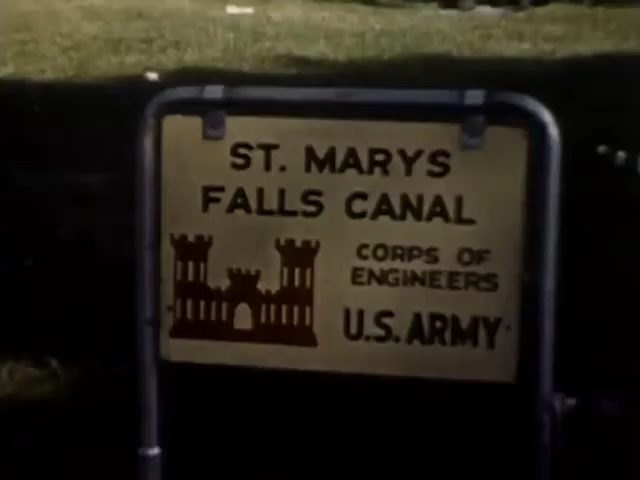 ST. MARYS
FALLS CANAL
CORPS OF
ENGINEERS
U.S. ARMY